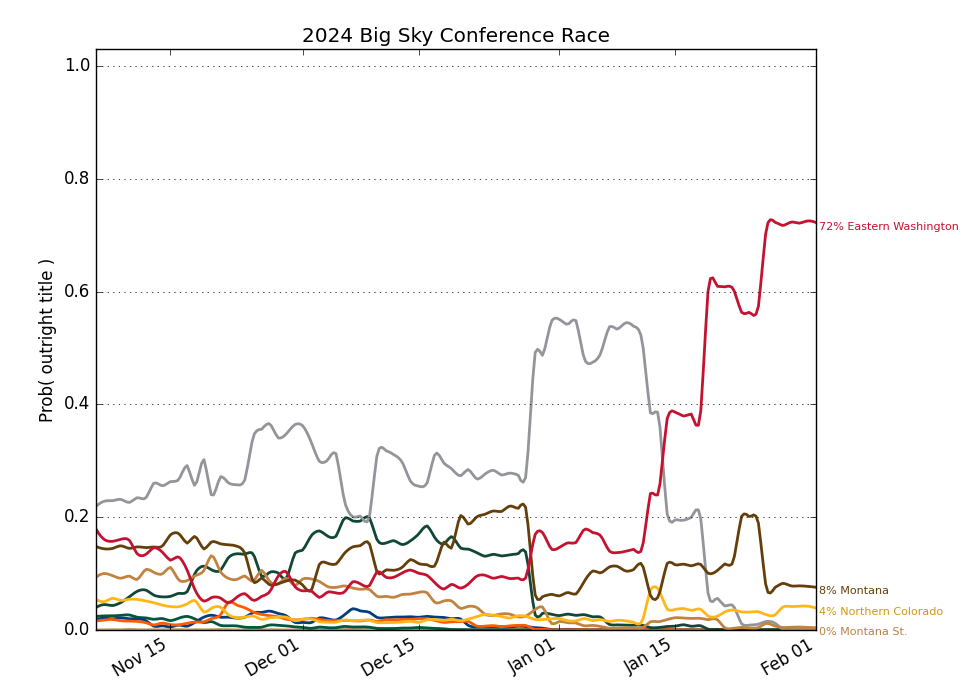 2024 Big Sky Conference Race
Prob( outright title )
1.0
0.8
0.6
0.4
0.2
0.0
72% Eastern Washington
8% Montana
4% Northern Colorado
0% Montana St.
Nov 15
Dec 01
Dec 15
Jan 01
Jan 15
Feb 01